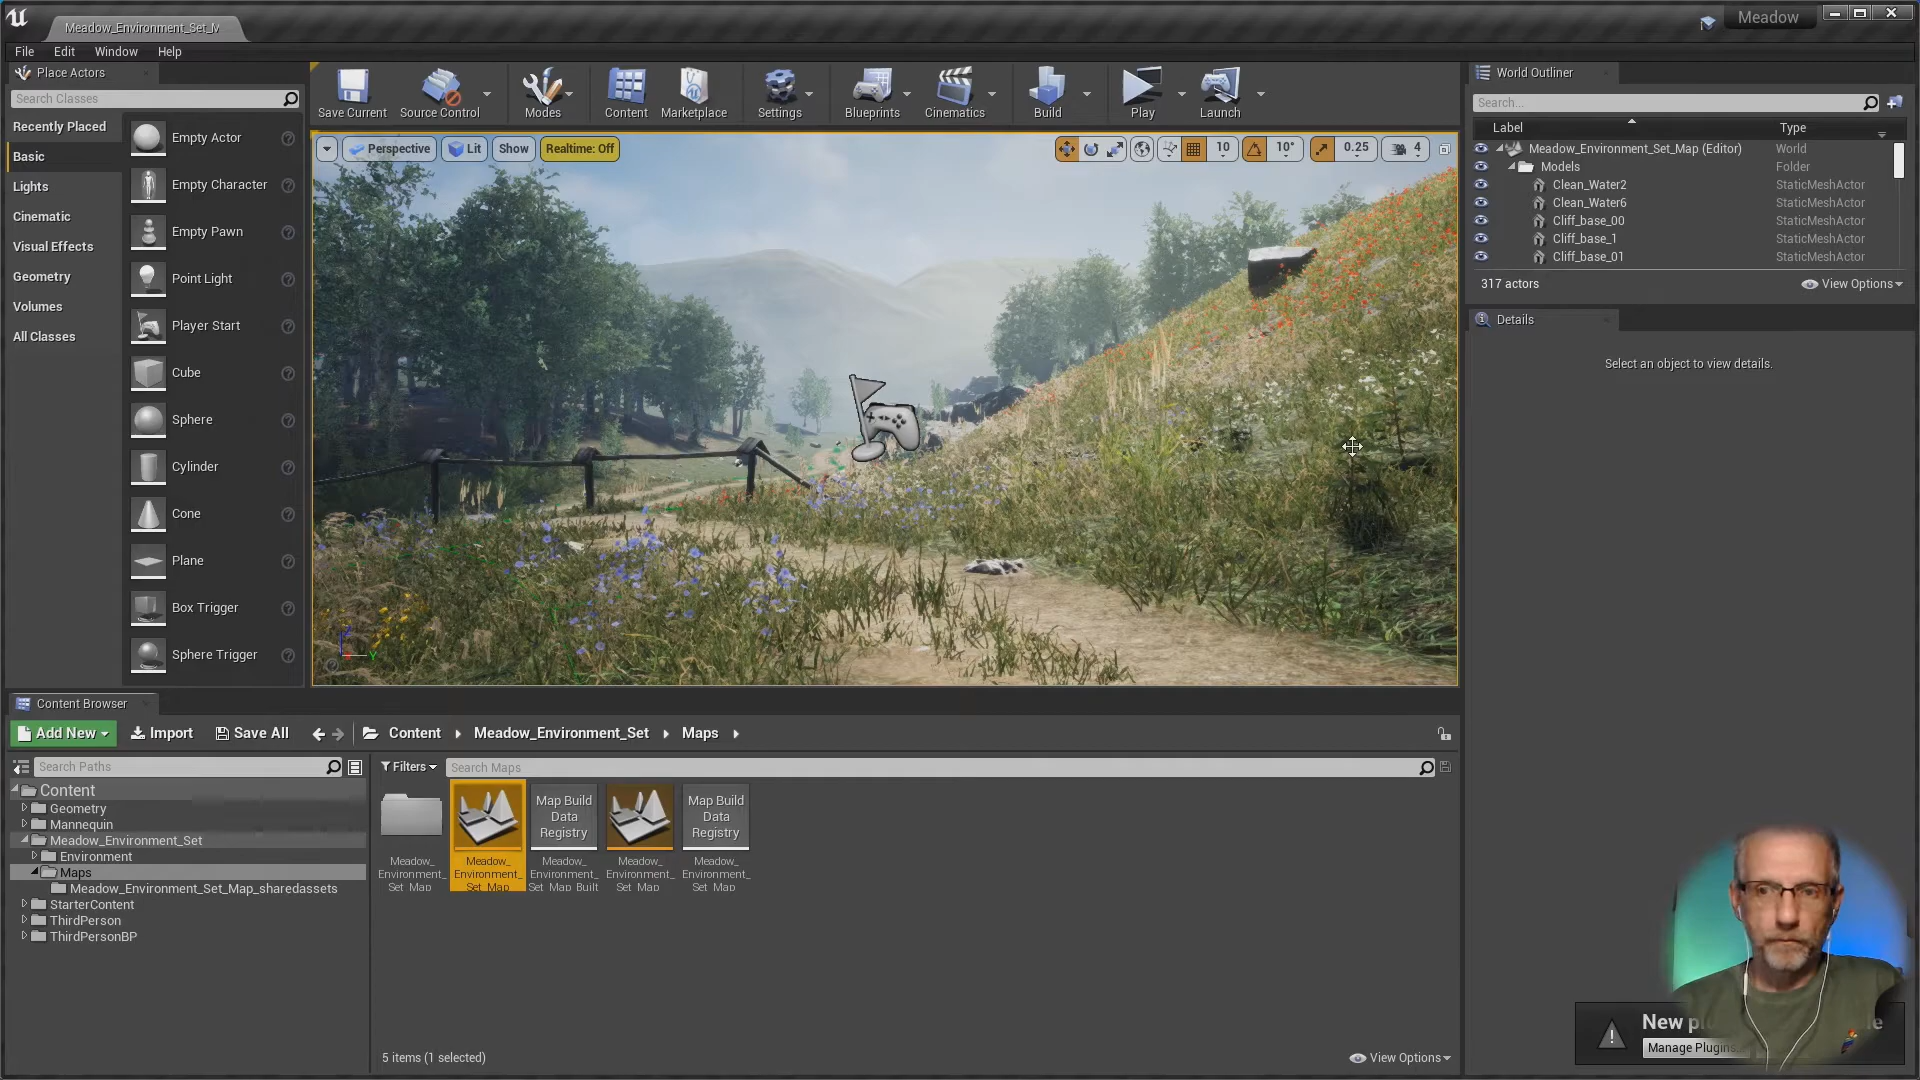 Meadow_Environment_Set_M
Meadow
File Edit Window Help
Place Actors
Search Classes
Recently Placed
Basic
Lights
Cinematic
Visual Effects
Geometry
Volumes
All Classes
Empty Actor
Empty Character
Empty Pawn
Point Light
Player Start
Cube
Sphere
Cylinder
Cone
Plane
Box Trigger
Sphere Trigger
Save Current Source Control Modes Content Marketplace Settings Blueprints Cinematics Build Play Launch
Perspective Lit Show Realtime: Off 10 10° 0.25 4
Y
World Outliner
Search...
Label Type
Meadow_Environment_Set_Map (Editor) World
Models Folder
Clean_Water2 StaticMeshActor
Clean_Water6 StaticMeshActor
Cliff_base_00 StaticMeshActor
Cliff_base_1 StaticMeshActor
Cliff_base_01 StaticMeshActor
317 actors View Options
Details
Select an object to view details.
Content Browser
Add New Import Save All Content Meadow_Environment_Set Maps
Search Paths
Content
Geometry
Mannequin
Meadow_Environment_Set
Environment
Maps
Meadow_Environment_Set_Map_sharedassets
StarterContent
ThirdPerson
ThirdPersonBP
Filters Search Maps
Meadow_
Environment_
Set_Map_
Meadow_
Environment_
Set_Map
Map Build
Data
Registry
Meadow_
Environment_
Set_Map_Built
Meadow_
Environment_
Set_Map_
Map Build
Data
Registry
Meadow_
Environment_
Set_Map_
5 items (1 selected) View Options
New
Manage Plugins